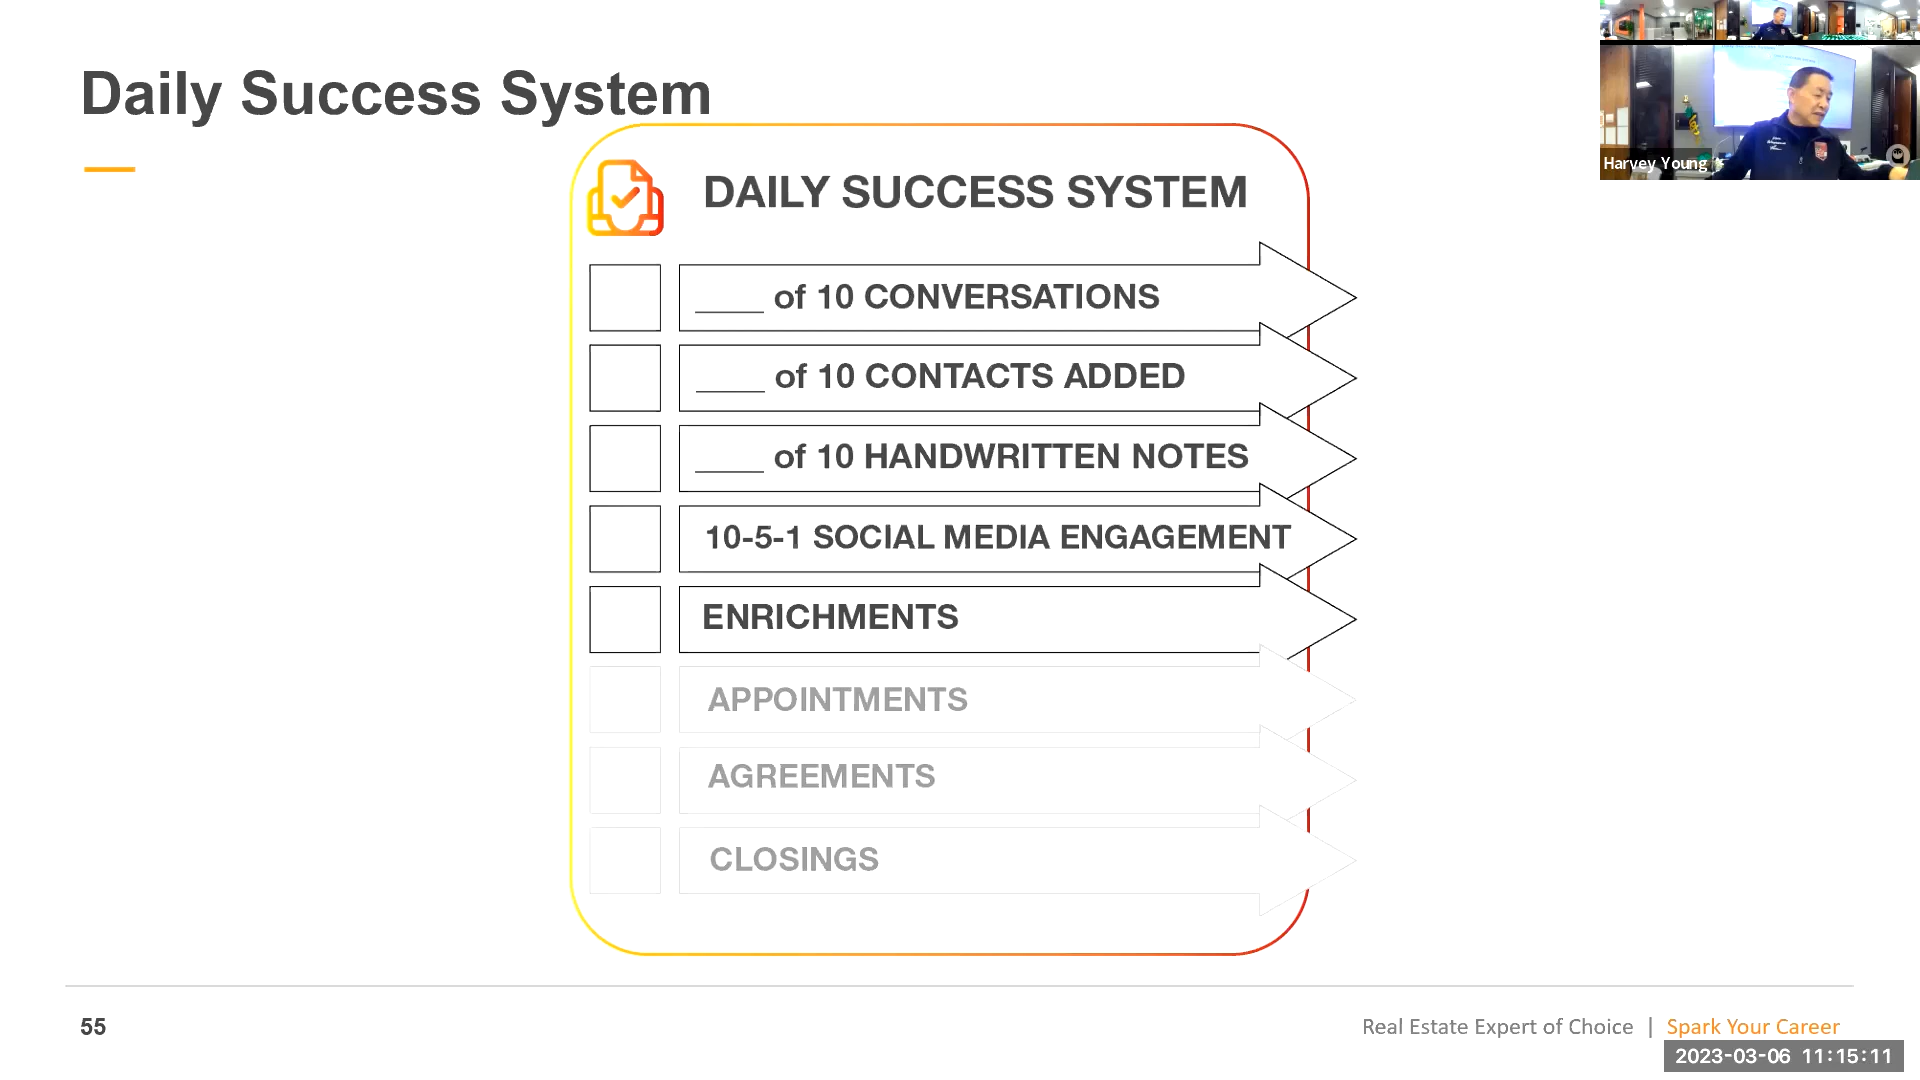 Daily Success System
DAILY SUCCESS SYSTEM
____ of 10 CONVERSATIONS
____ of 10 CONTACTS ADDED
____ of 10 HANDWRITTEN NOTES
10-5-1 SOCIAL MEDIA ENGAGEMENT
ENRICHMENTS
APPOINTMENTS
AGREEMENTS
CLOSINGS
Harvey Young
55
Real Estate Expert of Choice | Spark Your Career
2023-03-06 11:15:11